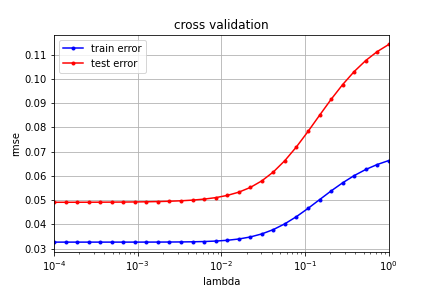 cross validation
train error
test error
rmse
0.11
0.10
0.09
0.08
0.07
0.06
0.05
0.04
0.03
10⁻⁴ 10⁻³ 10⁻² 10⁻¹ 10⁰
lambda